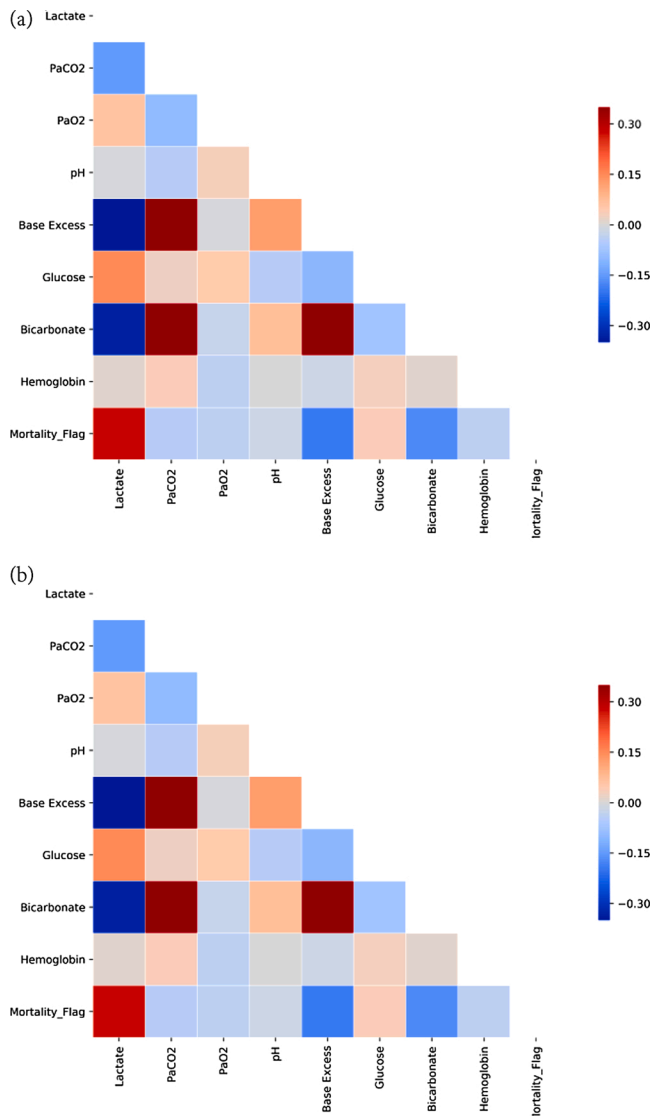 (a)
Lactate
PaCO2
PaO2
pH
Base Excess
Glucose
Bicarbonate
Hemoglobin
Mortality_Flag
Lactate
PaCO2
PaO2
pH
Base Excess
Glucose
Bicarbonate
Hemoglobin
lortality_Flag
0.30
0.15
0.00
−0.15
−0.30
(b)
Lactate
PaCO2
PaO2
pH
Base Excess
Glucose
Bicarbonate
Hemoglobin
Mortality_Flag
Lactate
PaCO2
PaO2
pH
Base Excess
Glucose
Bicarbonate
Hemoglobin
lortality_Flag
0.30
0.15
0.00
−0.15
−0.30